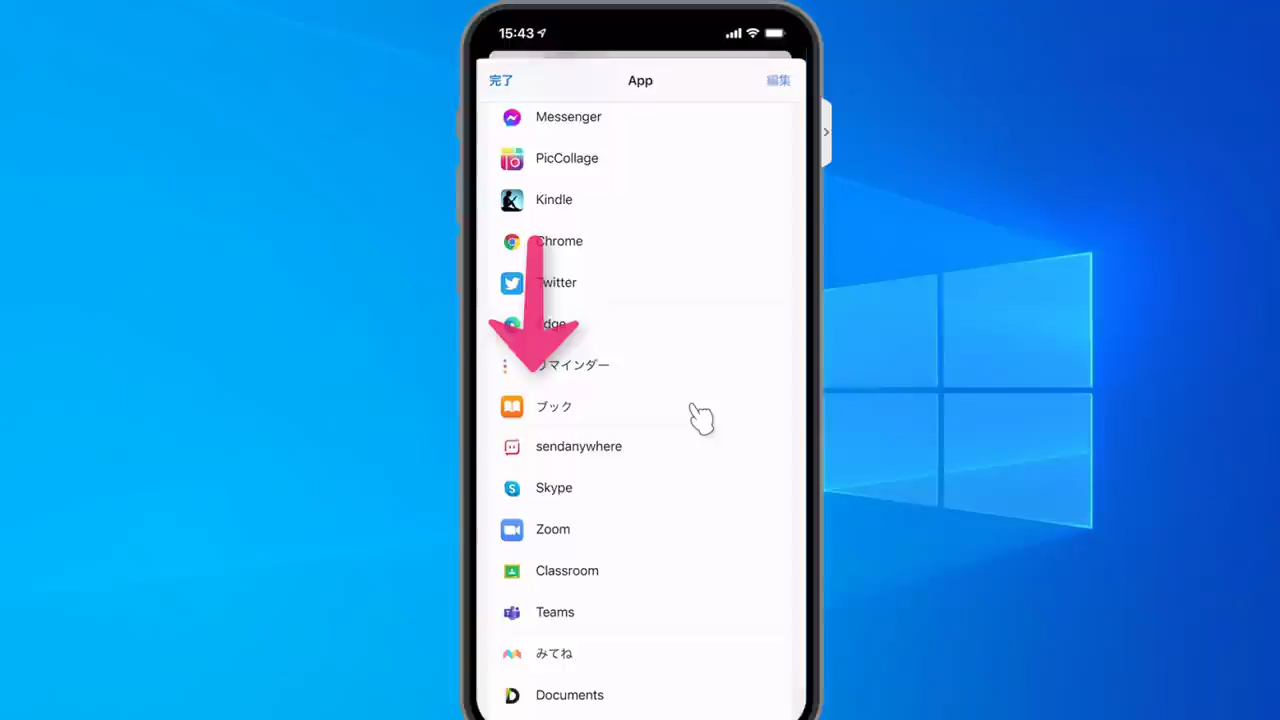 15:43
完了 App 編集
Messenger
PicCollage
Kindle
Chrome
Twitter
Edge
リマインダー
ブック
sendanywhere
Skype
Zoom
Classroom
Teams
みてね
Documents